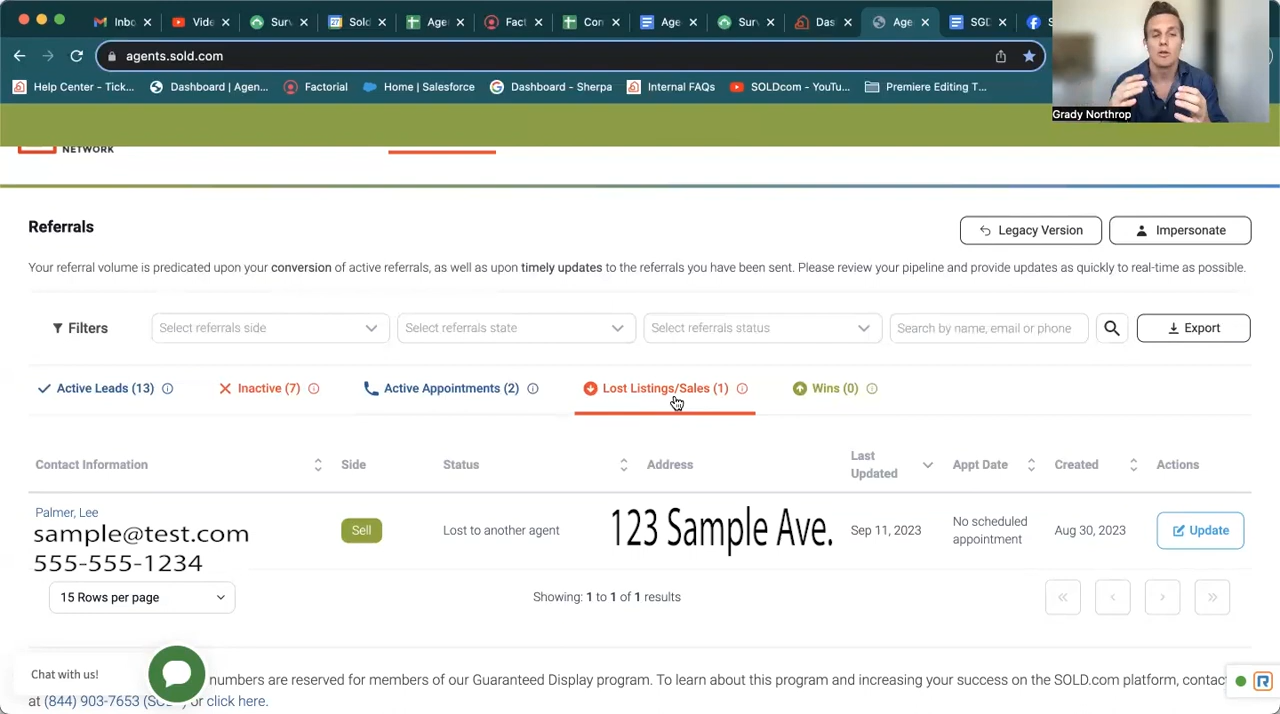 Inbo
Vide
Surv
Sold
Age
Fact
Con
Age
Surv
Das
Age
SGD
agents.sold.com
Help Center - Tick...
Dashboard | Agen...
Factorial
Home | Salesforce
Dashboard - Sherpa
Internal FAQs
SOLDcom - YouTu...
Premiere Editing T...
Grady Northrop
NETWORK
Referrals
Legacy Version
Impersonate
Your referral volume is predicated upon your conversion of active referrals, as well as upon timely updates to the referrals you have been sent. Please review your pipeline and provide updates as quickly to real-time as possible.
Filters
Select referrals side
Select referrals state
Select referrals status
Search by name, email or phone
Export
Active Leads (13)
Inactive (7)
Active Appointments (2)
Lost Listings/Sales (1)
Wins (0)
Contact Information
Side
Status
Address
Last
Updated
Appt Date
Created
Actions
Palmer, Lee
sample@test.com
555-555-1234
Sell
Lost to another agent
123 Sample Ave.
Sep 11, 2023
No scheduled
appointment
Aug 30, 2023
Update
15 Rows per page
Showing: 1 to 1 of 1 results
Chat with us!
numbers are reserved for members of our Guaranteed Display program. To learn about this program and increasing your success on the SOLD.com platform, contac
at (844) 903-7653 (SO or click here.